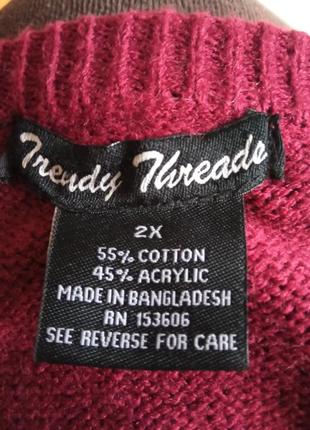 Trendy Threads
2X
55% COTTON
45% ACRYLIC
MADE IN BANGLADESH
RN 153606
SEE REVERSE FOR CARE